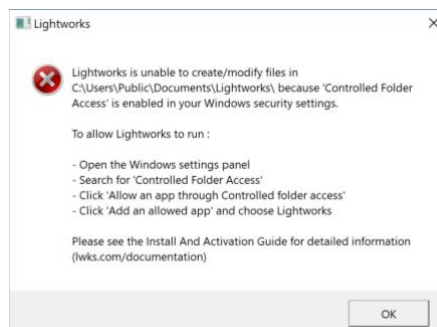 Lightworks
Lightworks is unable to create/modify files in
C:\Users\Public\Documents\Lightworks\ because 'Controlled Folder
Access' is enabled in your Windows security settings.
To allow Lightworks to run :
- Open the Windows settings panel
- Search for 'Controlled Folder Access'
- Click 'Allow an app through Controlled folder access'
- Click 'Add an allowed app' and choose Lightworks
Please see the Install And Activation Guide for detailed information
(lwks.com/documentation)
OK